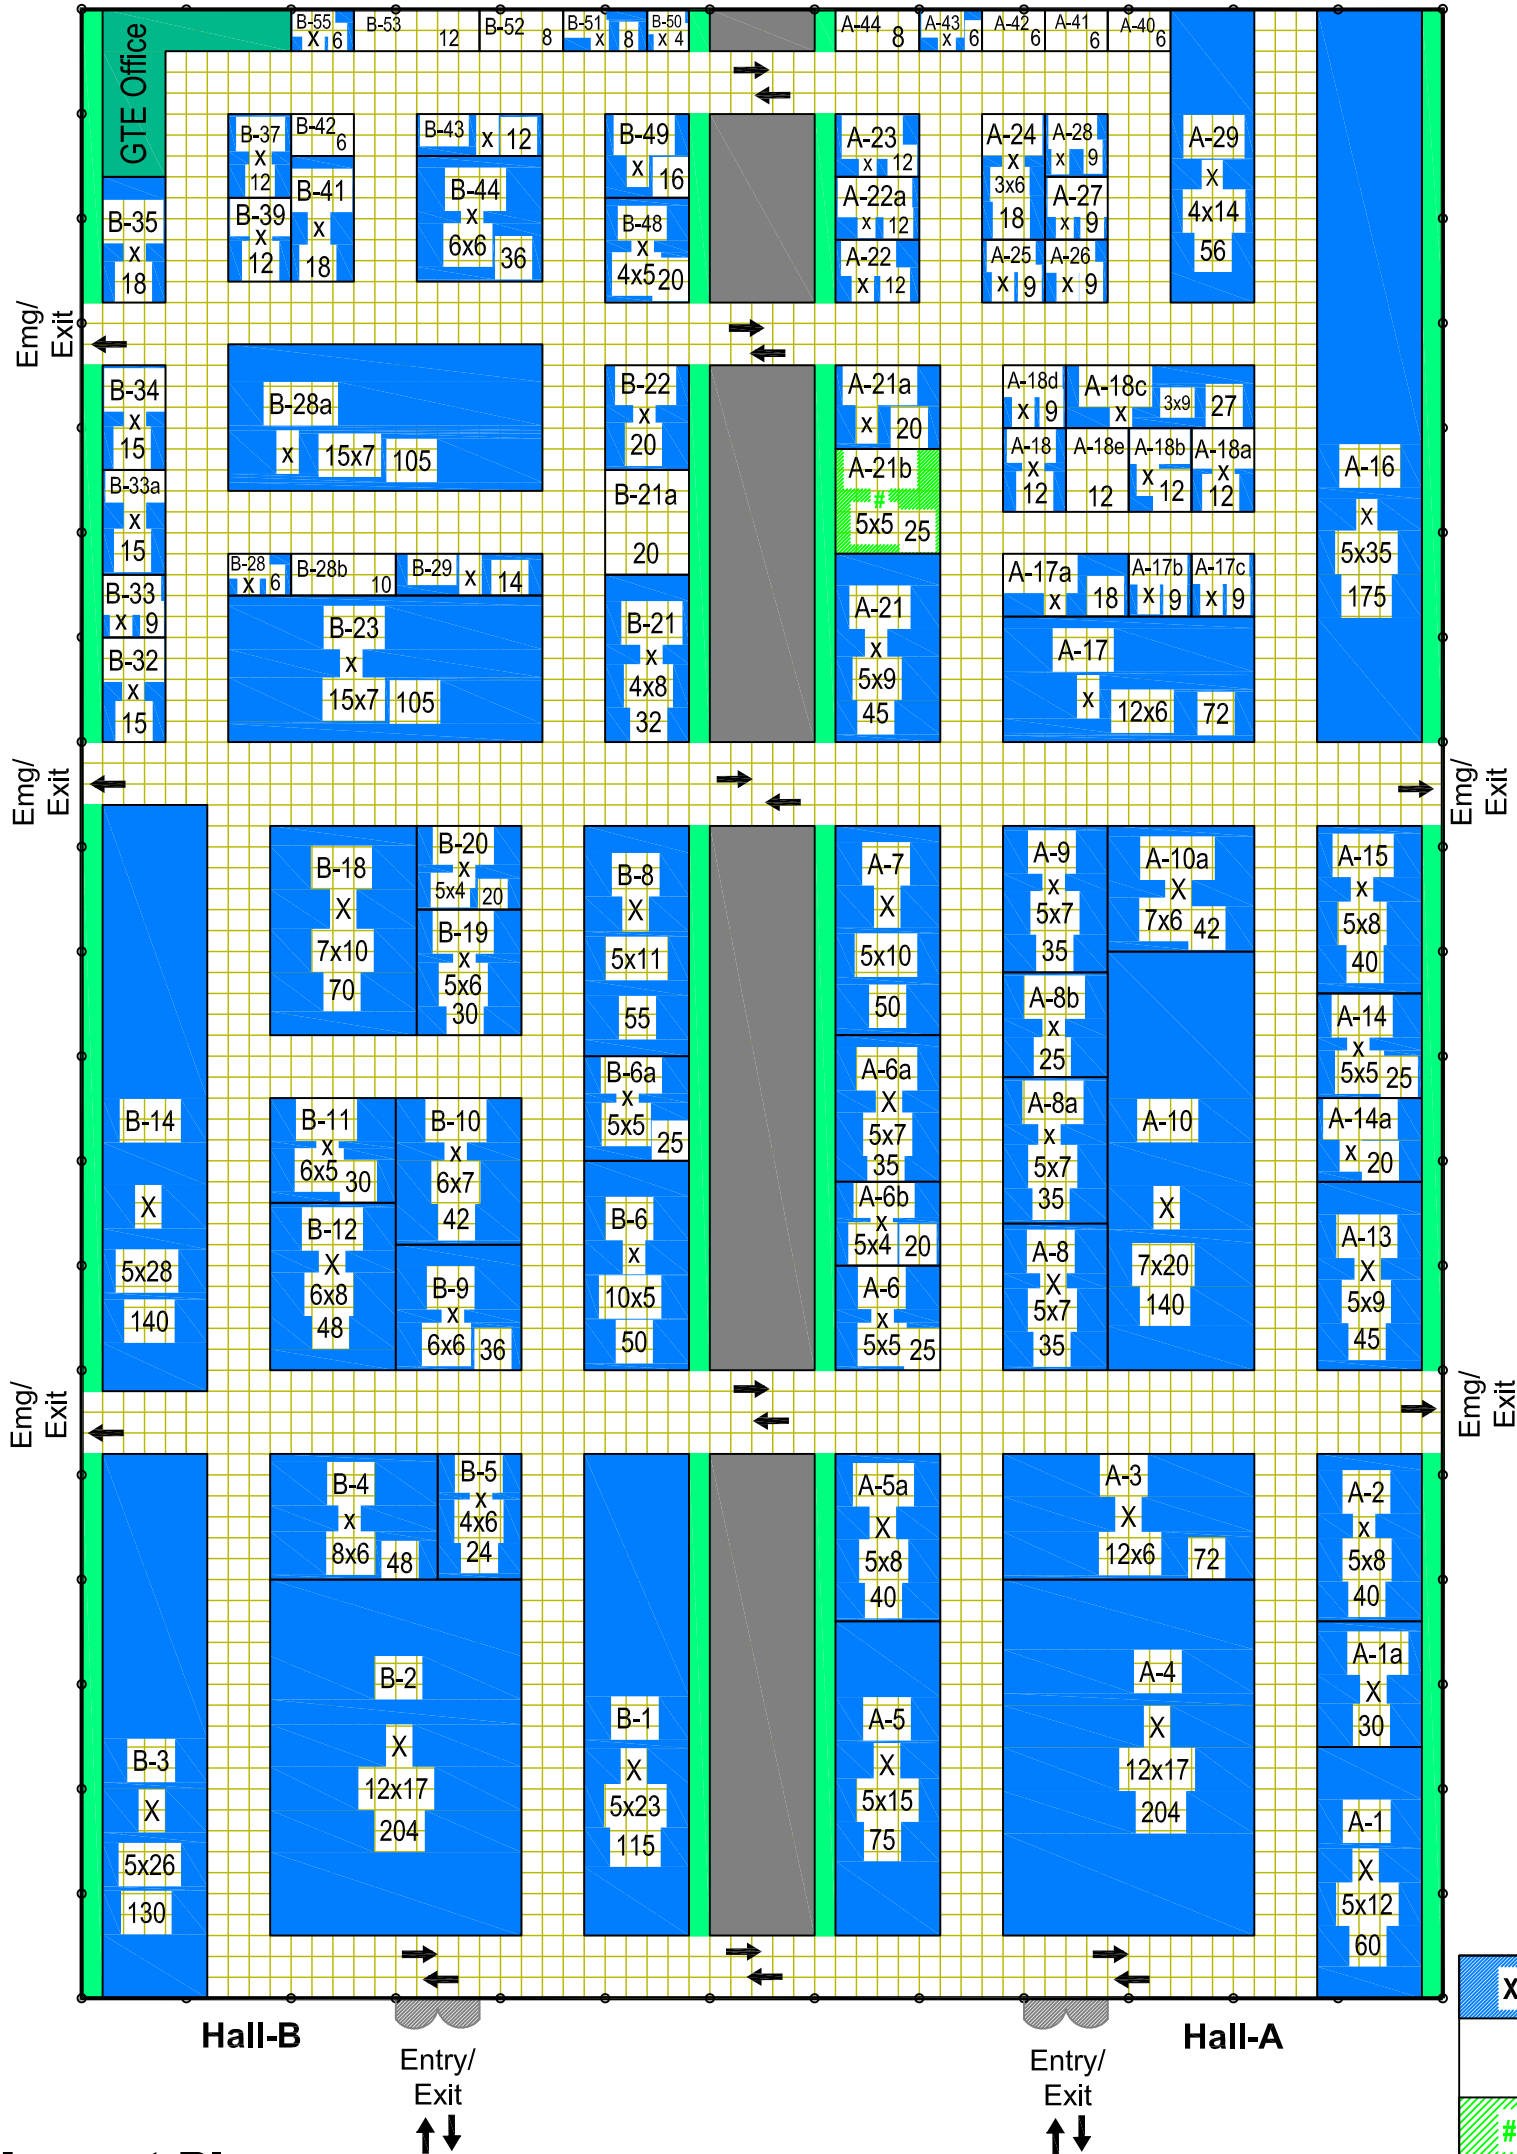 GTE Office
B-55
X 6
B-53
12
B-52
8
B-51
x 8
B-50
x 4
A-44
8
A-43
x 6
A-42
6
A-41
6
A-40
6
B-37
x
12
B-42
6
B-43
x 12
B-49
x 16
A-23
x 12
A-24
x
3x6
18
A-28
x 9
A-29
X
4x14
56
B-35
x
18
B-39
x
12
B-41
x
18
B-44
x
6x6 36
B-48
x
4x5 20
A-22a
x 12
A-22
x 12
A-27
x 9
A-25
x 9
A-26
x 9
Emg/
Exit
B-34
x
15
B-28a
x 15x7 105
B-22
x
20
A-21a
x 20
A-18d
x 9
A-18c
x 3x9 27
A-16
x
5x35
175
B-33a
x
15
B-21a
20
A-21b
#
5x5 25
A-18
x
12
A-18e
12
A-18b
x 12
A-18a
x
12
B-33
x 9
B-28
x 6
B-28b
10
B-29 x 14
A-17a
x 18
A-17b
x 9
A-17c
x 9
B-32
x
15
B-23
x
15x7 105
B-21
x
4x8
32
A-21
x
5x9
45
A-17
x 12x6 72
Emg/
Exit
Emg/
Exit
B-18
X
7x10
70
B-20
x
5x4 20
B-19
x
5x6
30
B-8
X
5x11
55
A-7
X
5x10
50
A-9
x
5x7
35
A-10a
X
7x6 42
A-15
x
5x8
40
B-14
X
5x28
140
B-11
x
6x5 30
B-10
x
6x7
42
B-6a
x
5x5
25
A-6a
X
5x7
35
A-8b
x
25
A-8a
x
5x7
35
A-10
X
7x20
140
A-14
x
5x5 25
A-14a
x 20
B-12
X
6x8
48
B-9
x
6x6 36
B-6
x
10x5
50
A-6b
x
5x4 20
A-6
x
5x5 25
A-8
X
5x7
35
A-13
X
5x9
45
Emg/
Exit
Emg/
Exit
B-4
x
8x6 48
B-5
x
4x6
24
A-5a
X
5x8
40
A-3
X
12x6 72
A-2
x
5x8
40
B-3
X
5x26
130
B-2
X
12x17
204
B-1
X
5x23
115
A-5
X
5x15
75
A-4
X
12x17
204
A-1a
X
30
A-1
X
5x12
60
Hall-B
Hall-A
Entry/
Exit
Entry/
Exit
X
#